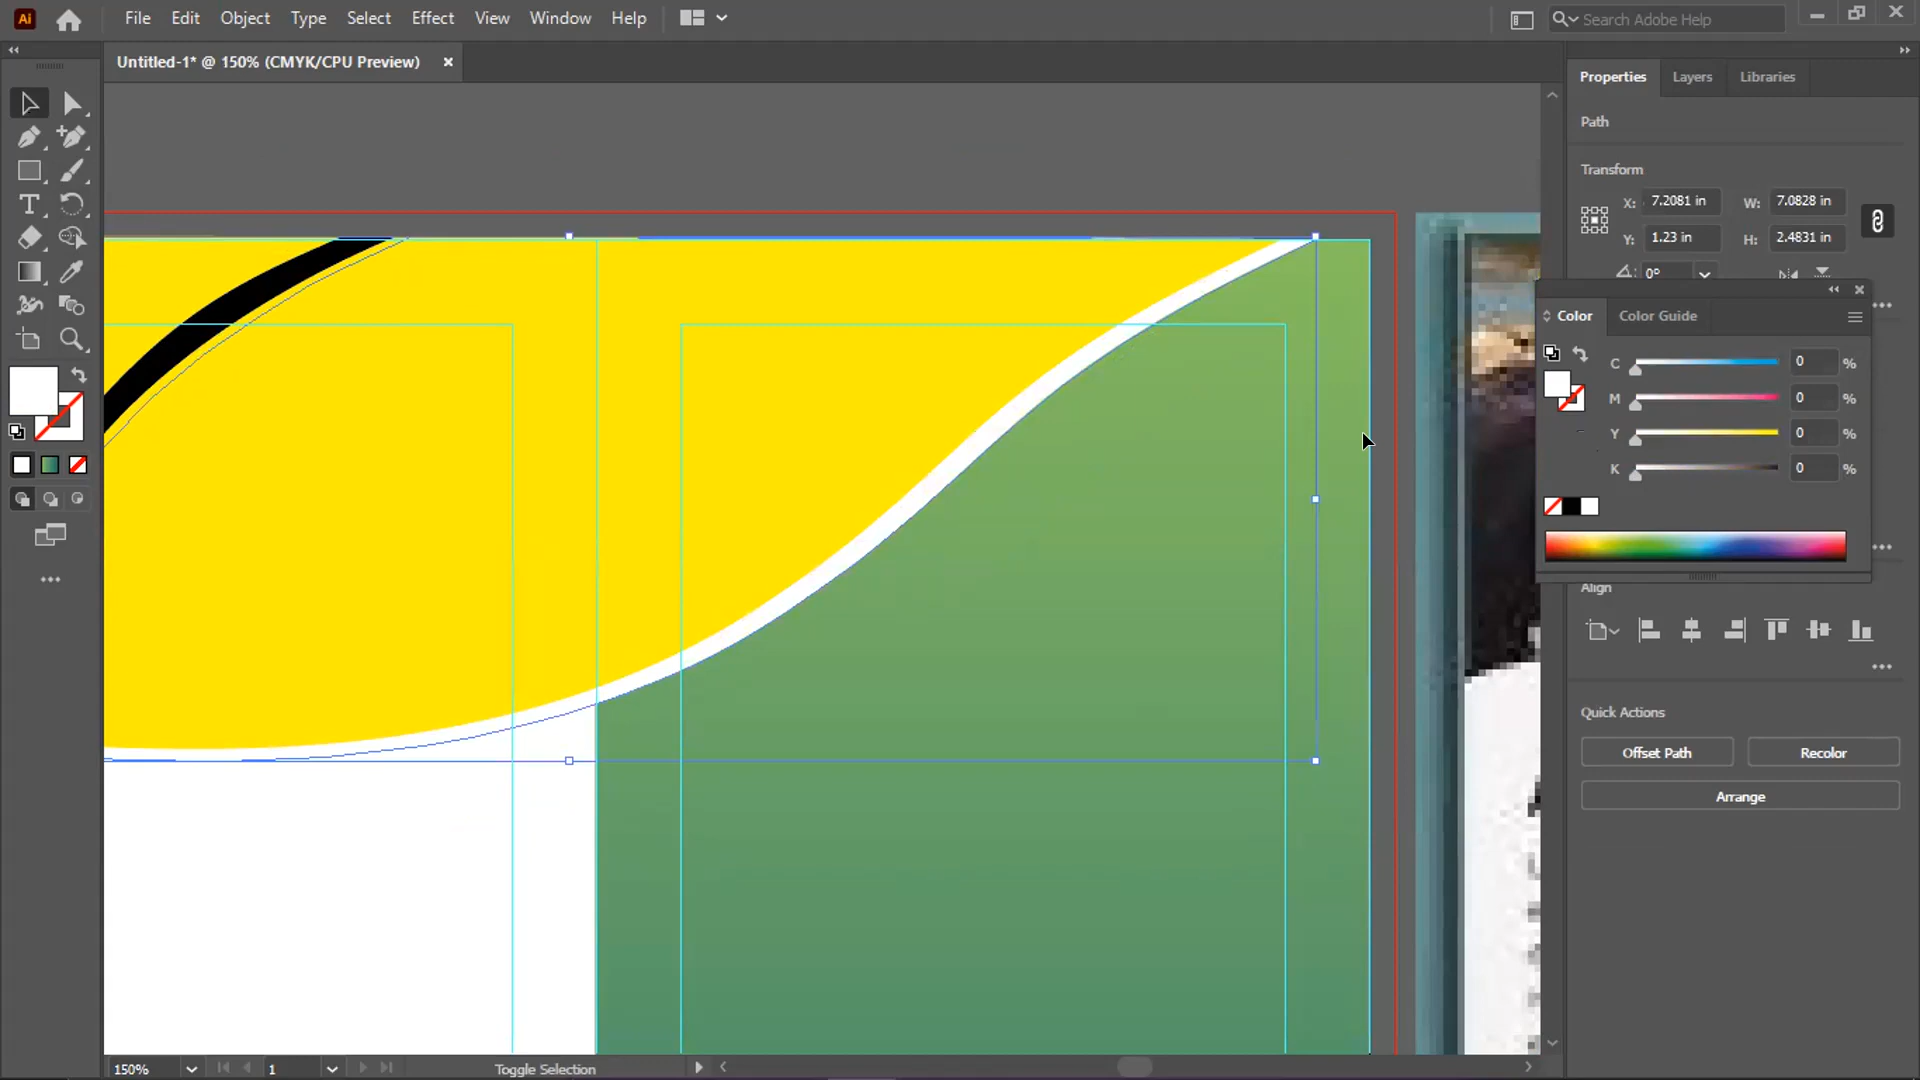 Ai File Edit Object Type Select Effect View Window Help Search Adobe Help
Untitled-1* @ 150% (CMYK/CPU Preview) ×
Properties Layers Libraries
Path
Transform
X: 7.2081 in W: 7.0828 in
Y: 1.23 in H: 2.4831 in
0°
Color Color Guide
C 0 %
M 0 %
Y 0 %
K 0 %
Align
Quick Actions
Offset Path Recolor
Arrange
150% 1 Toggle Selection